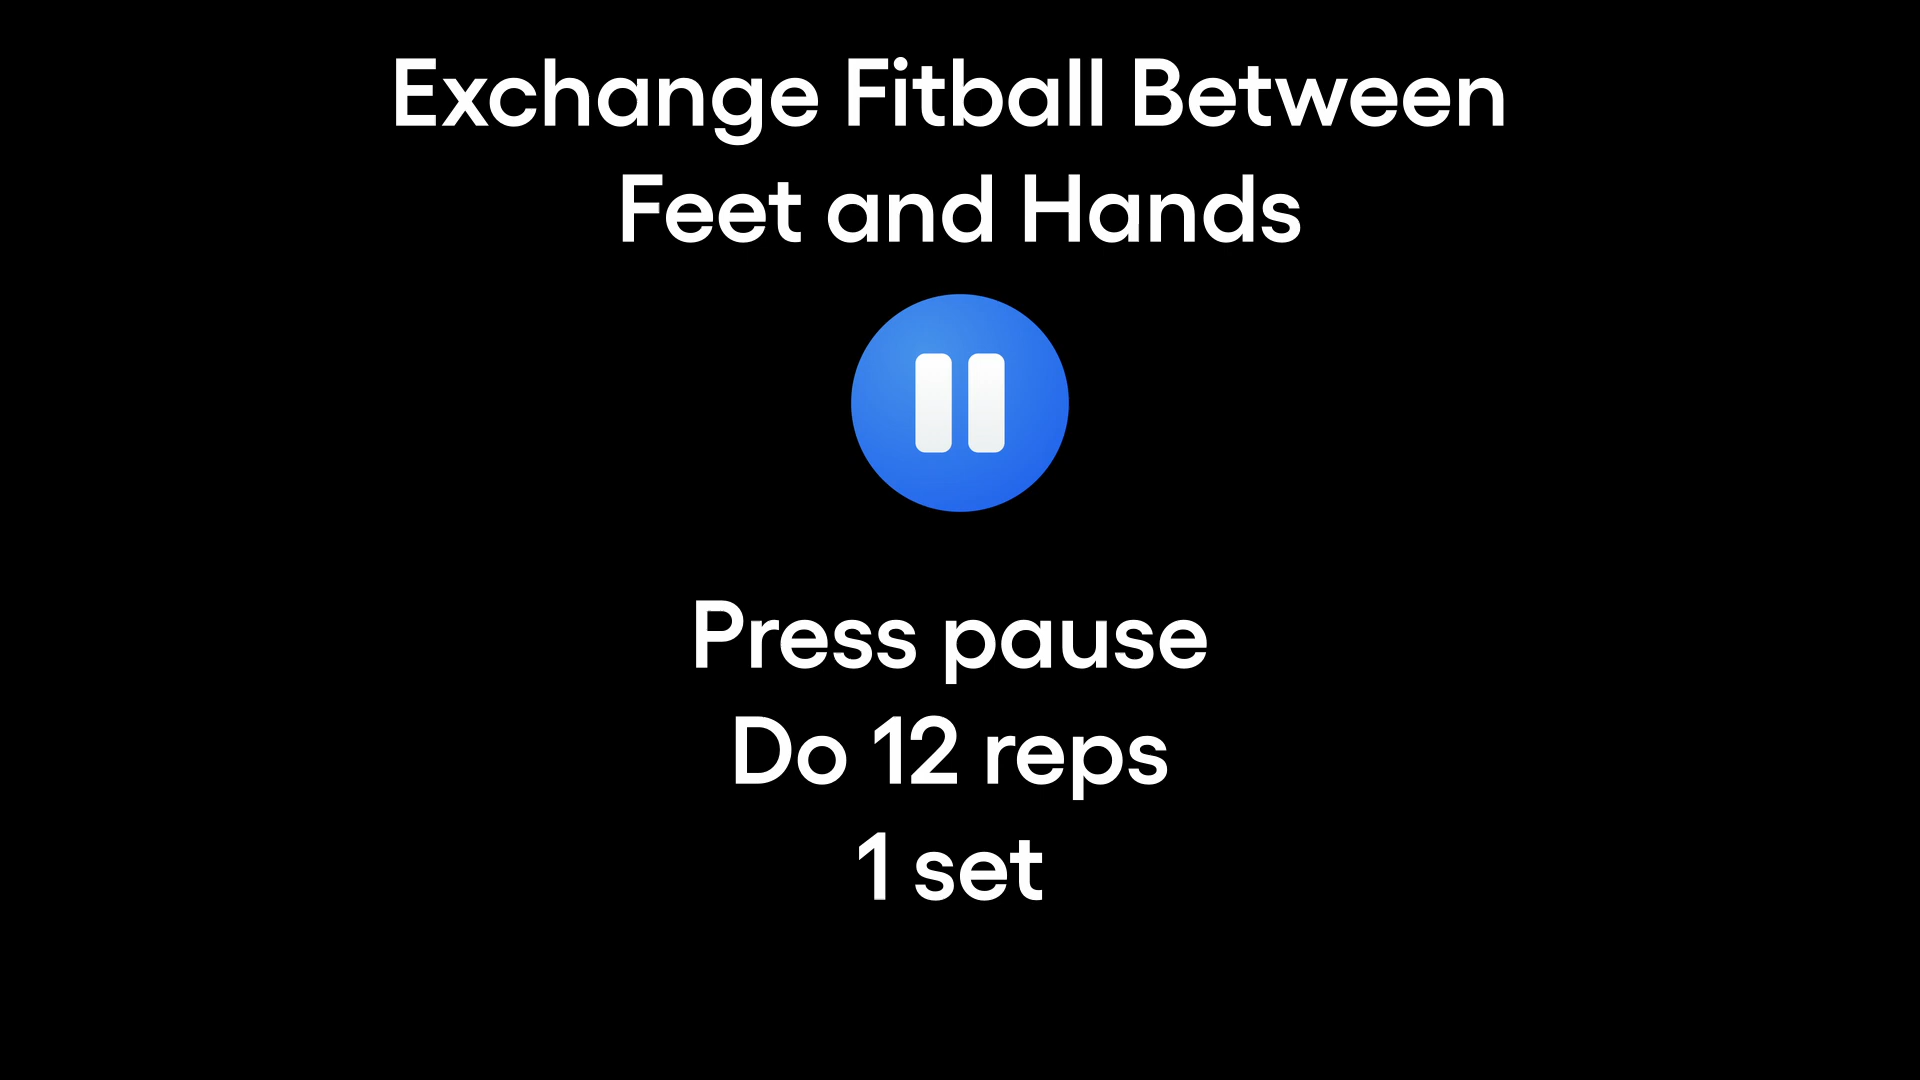 Exchange Fitball Between
Feet and Hands
Press pause
Do 12 reps
1 set